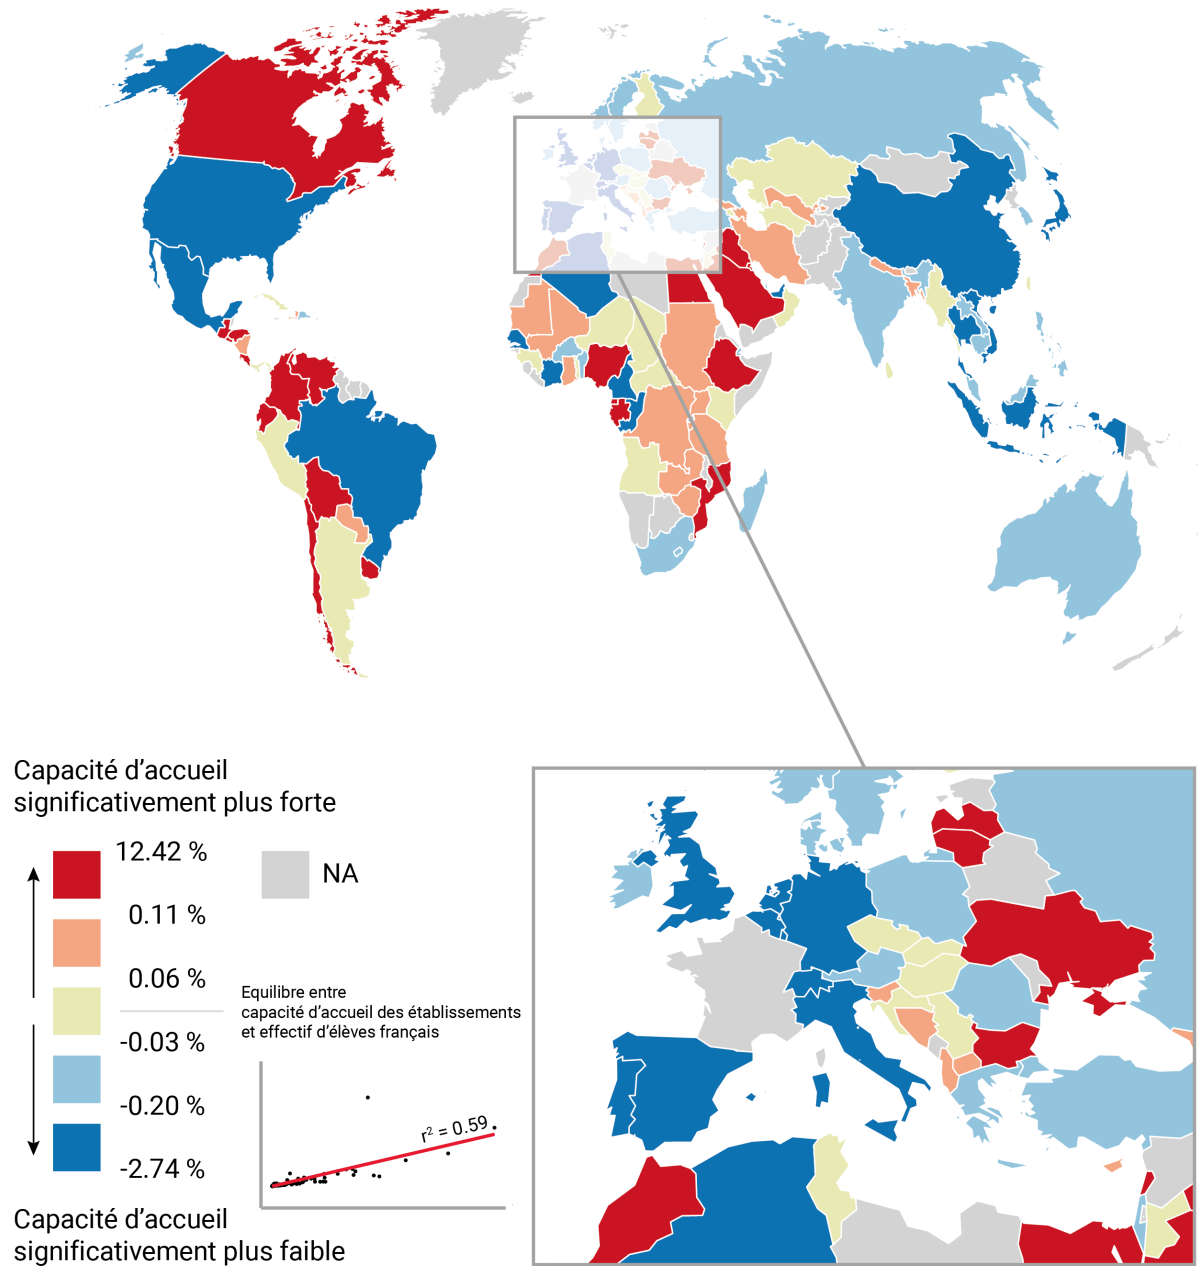 Capacité d’accueil
significativement plus forte
12.42 %
0.11 %
0.06 %
-0.03 %
-0.20 %
-2.74 %
NA
Equilibre entre
capacité d’accueil des établissements
et effectif d’élèves français
r² = 0.59
Capacité d’accueil
significativement plus faible